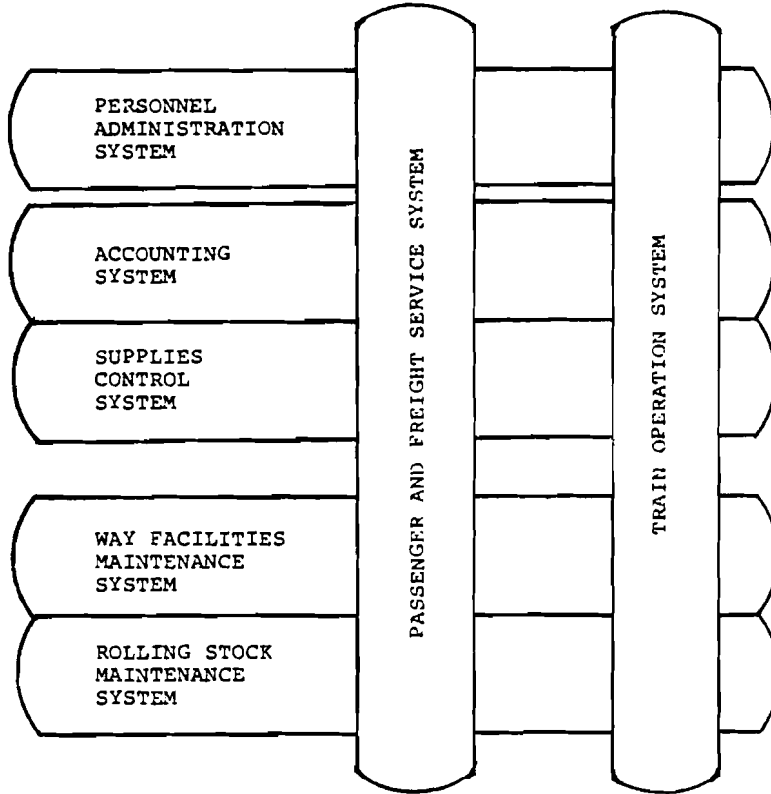 PERSONNEL
ADMINISTRATION
SYSTEM
ACCOUNTING
SYSTEM
SUPPLIES
CONTROL
SYSTEM
WAY FACILITIES
MAINTENANCE
SYSTEM
ROLLING STOCK
MAINTENANCE
SYSTEM
PASSENGER AND FREIGHT SERVICE SYSTEM
TRAIN OPERATION SYSTEM